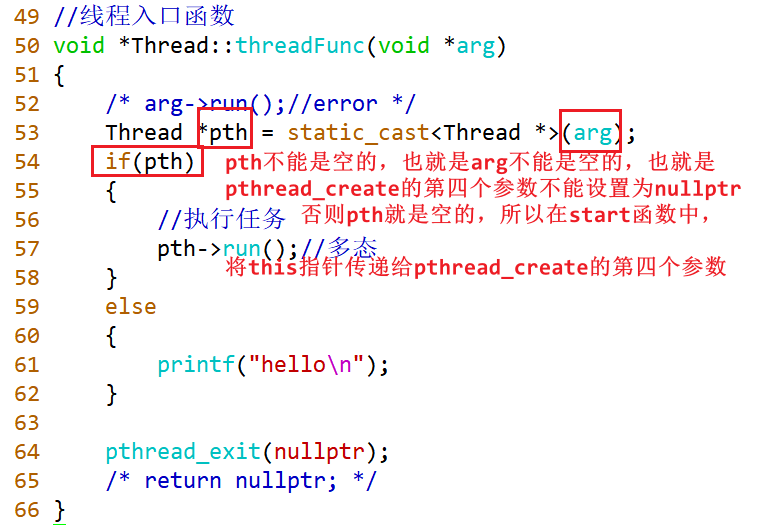 49 //线程入口函数
50 void *Thread::threadFunc(void *arg)
51 {
52     /* arg->run();//error */
53     Thread *pth = static_cast<Thread *>(arg);
54     if(pth) pth不能是空的，也就是arg不能是空的，也就是
55     { pthread_create的第四个参数不能设置为nullptr
56         //执行任务 否则pth就是空的，所以在start函数中，
57         pth->run();//多态
将this指针传递给pthread_create的第四个参数
58     }
59     else
60     {
61         printf("hello\n");
62     }
63
64     pthread_exit(nullptr);
65     /* return nullptr; */
66 }